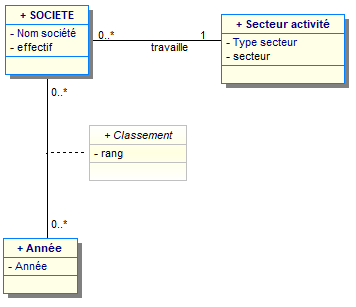 + SOCIETE
- Nom société
- effectif
0..*
1
travaille
+ Secteur activité
- Type secteur
- secteur
0..*
+ Classement
- rang
0..*
+ Année
- Année